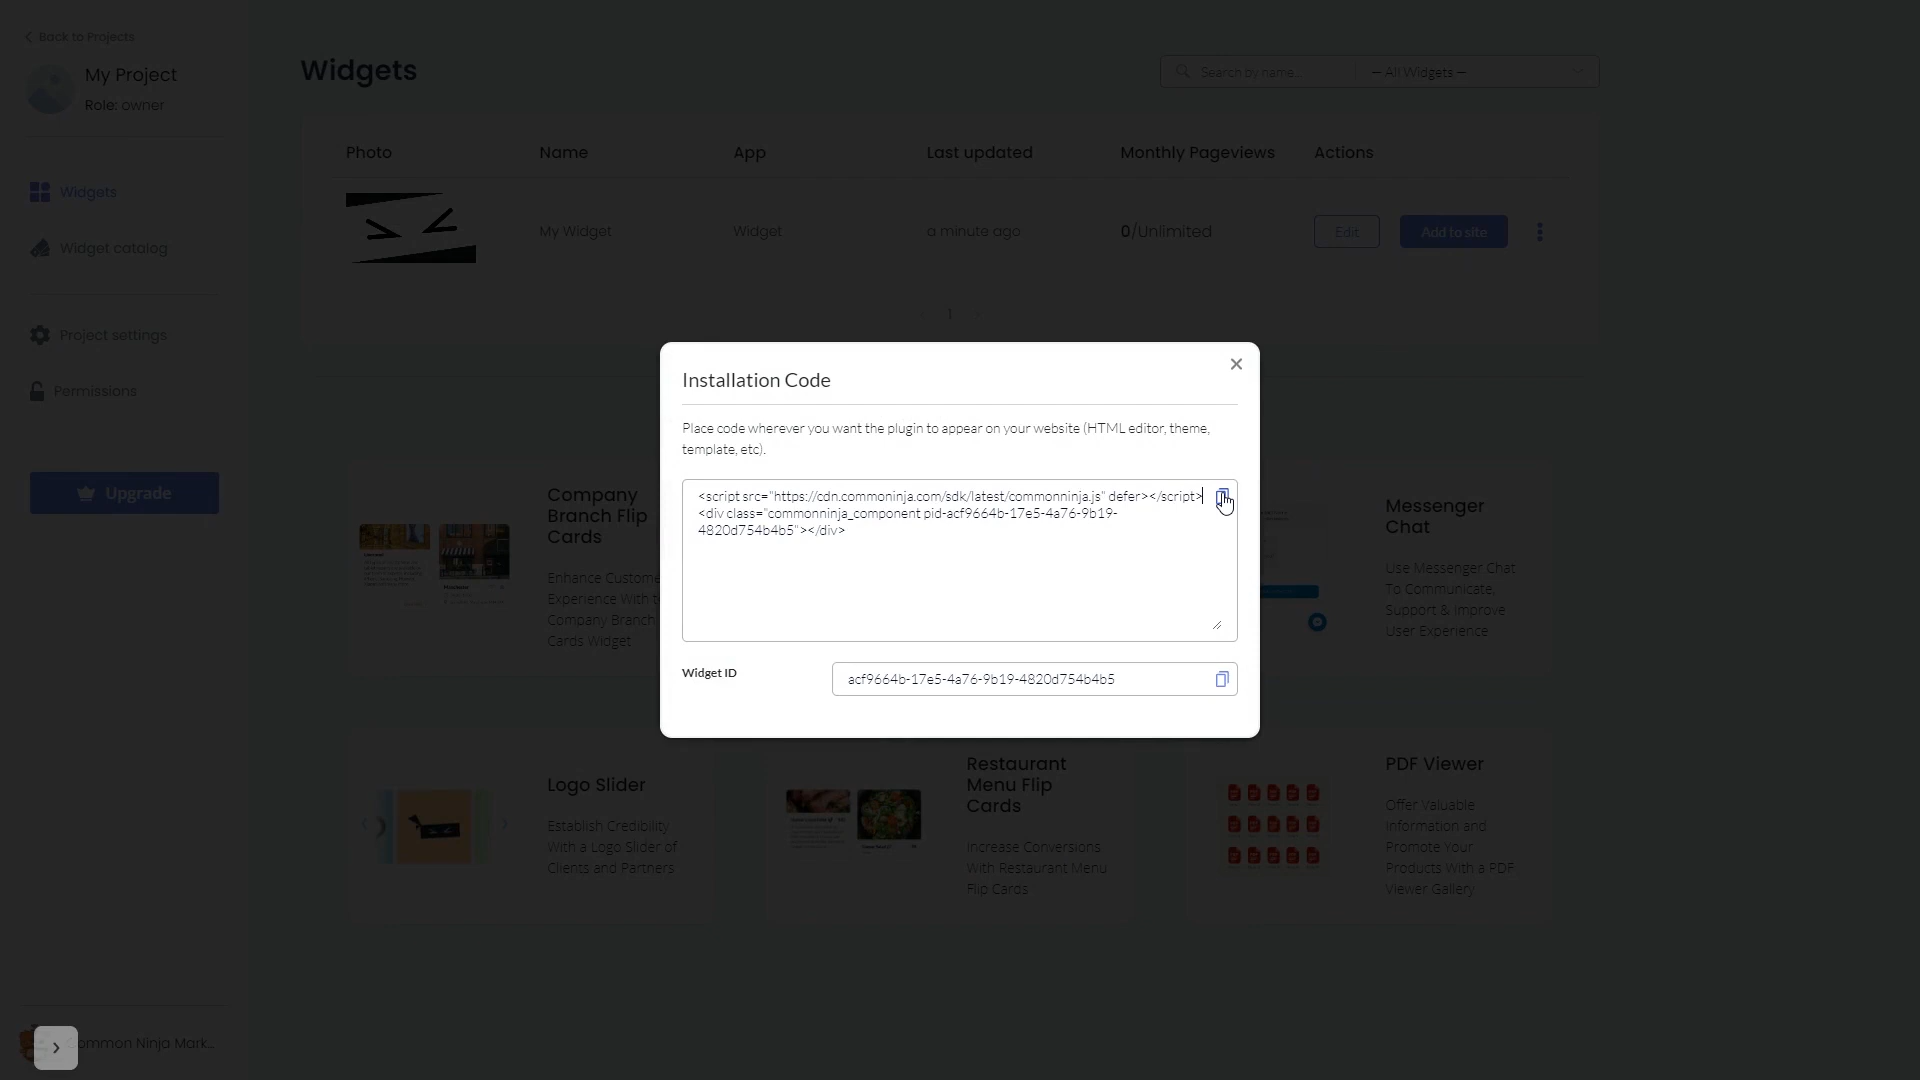 Back to Projects
My Project
Role: owner
Widgets
Widget catalog
Project settings
Permissions
Upgrade
Widgets
Search by name...
— All Widgets —
Photo
Name
App
Last updated
Monthly Pageviews
Actions
My Widget
Widget
a minute ago
0/Unlimited
Edit
Add to site
1
Installation Code
Place code wherever you want the plugin to appear on your website (HTML editor, theme,
template, etc).
<script src="https://cdn.commoninja.com/sdk/latest/commonninja.js" defer></script>
<div class="commonninja_component pid-acf9664b-17e5-4a76-9b19-
4820d754b4b5"></div>
Widget ID
acf9664b-17e5-4a76-9b19-4820d754b4b5
Company
Branch Flip
Cards
Enhance Custome
Experience With
Company Branch
Cards Widget
Messenger
Chat
Use Messenger Chat
To Communicate,
Support & Improve
User Experience
Logo Slider
Establish Credibility
With a Logo Slider of
Clients and Partners
Restaurant
Menu Flip
Cards
Increase Conversions
With Restaurant Menu
Flip Cards
PDF Viewer
Offer Valuable
Information and
Promote Your
Products With a PDF
Viewer Gallery
ommon Ninja Mark...